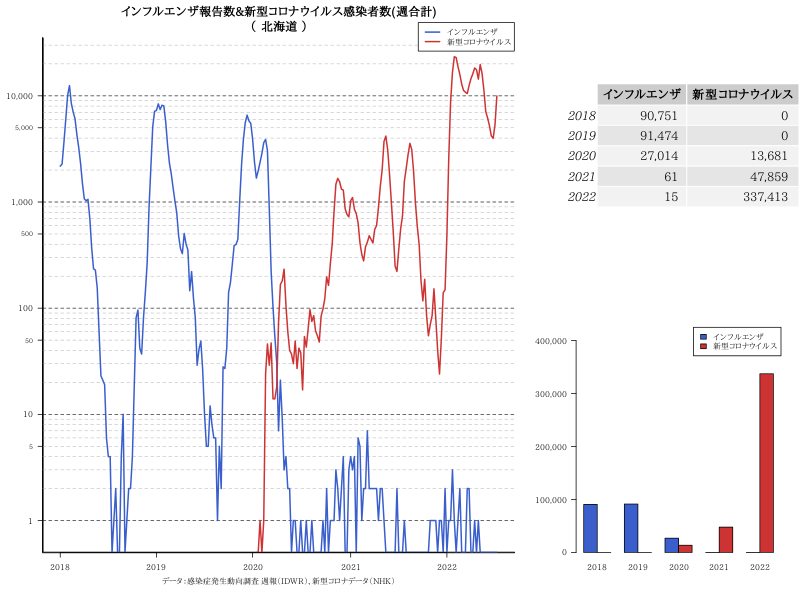 インフルエンザ報告数&新型コロナウイルス感染者数(週合計)
( 北海道 )
インフルエンザ
新型コロナウイルス
10,000
5,000
1,000
500
100
50
10
5
1
2018 2019 2020 2021 2022
データ:感染症発生動向調査 週報(IDWR)、新型コロナデータ(NHK)
インフルエンザ 新型コロナウイルス
2018 90,751 0
2019 91,474 0
2020 27,014 13,681
2021 61 47,859
2022 15 337,413
インフルエンザ
新型コロナウイルス
400,000
300,000
200,000
100,000
0
2018 2019 2020 2021 2022